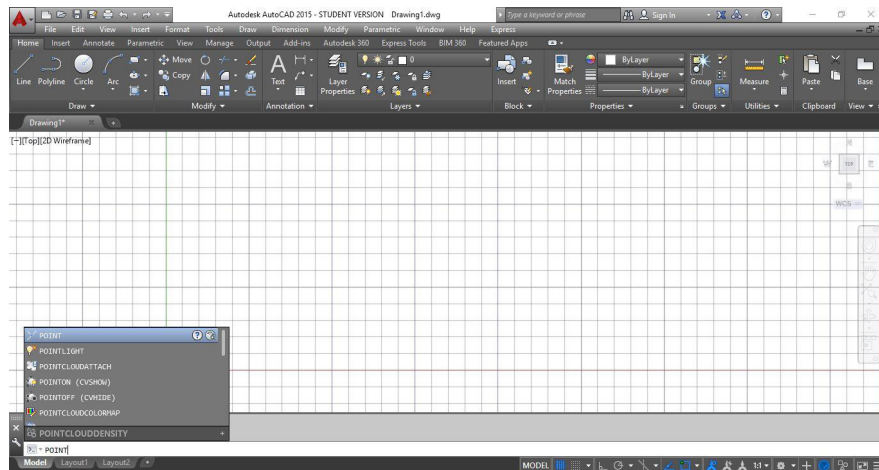 Autodesk AutoCAD 2015 - STUDENT VERSION Drawing1.dwg
Type a keyword or phrase
Sign In
File Edit View Insert Format Tools Draw Dimension Modify Parametric Window Help Express
Home Insert Annotate Parametric View Manage Output Add-ins Autodesk 360 Express Tools BIM 360 Featured Apps
Move
0
ByLayer
Copy
ByLayer
Line Polyline Circle Arc
Text
Layer Properties
Insert
Match Properties
Group
Measure
Paste
Base
ByLayer
Draw Modify Annotation Layers Block Properties Groups Utilities Clipboard View
Drawing1*
[−][Top][2D Wireframe]
TOP
WCS
POINT
POINTLIGHT
POINTCLOUDATTACH
POINTON (CVSHOW)
POINTOFF (CVHIDE)
POINTCLOUDCOLORMAP
POINTCLOUDDENSITY
POINT
Model Layout1 Layout2 +
MODEL
1:1